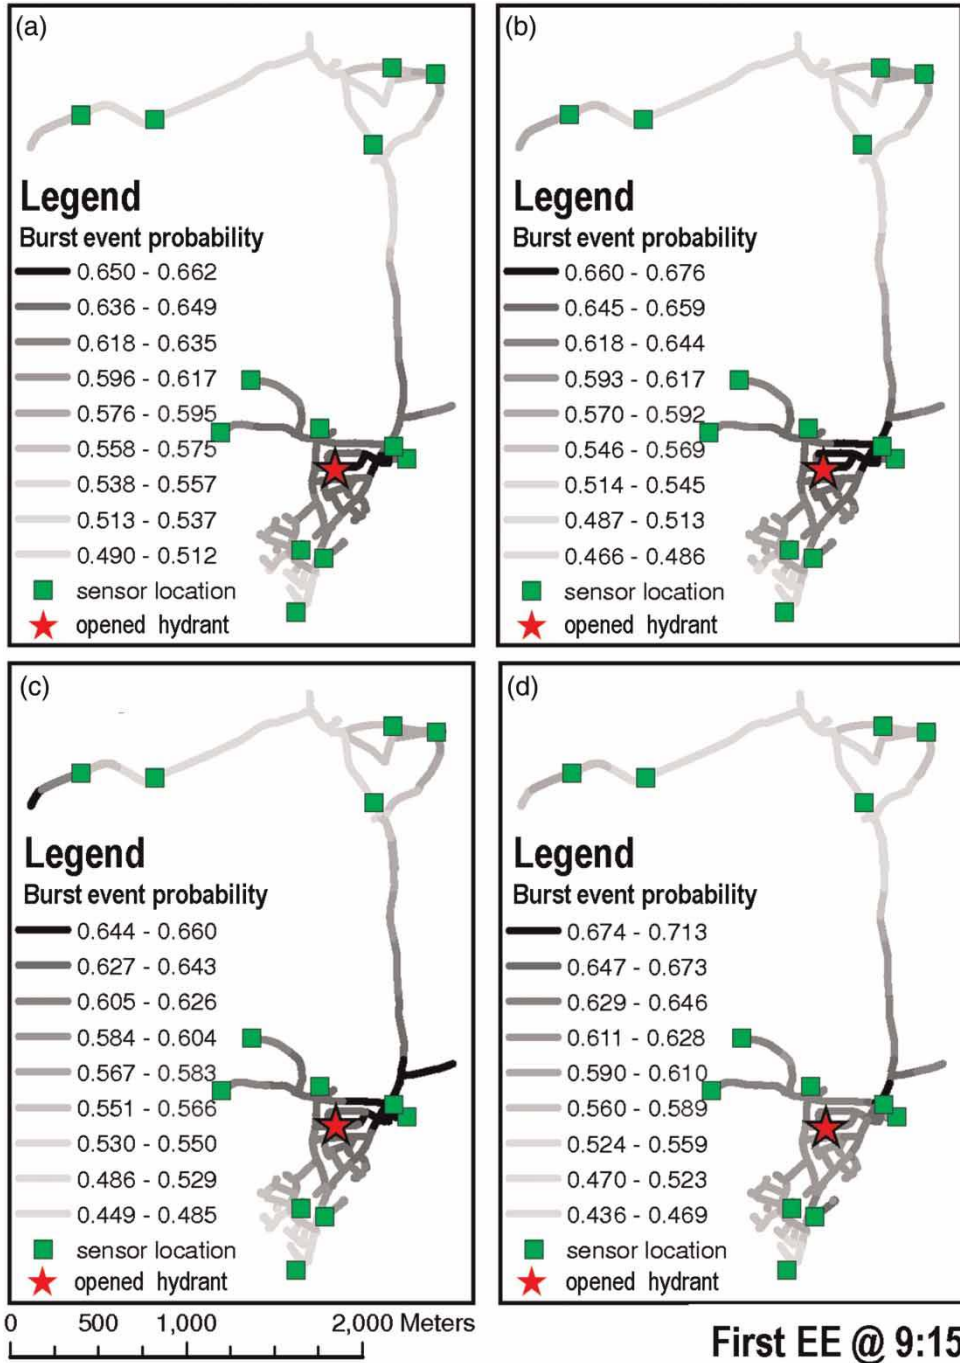 (a)
Legend
Burst event probability
0.650 - 0.662
0.636 - 0.649
0.618 - 0.635
0.596 - 0.617
0.576 - 0.595
0.558 - 0.575
0.538 - 0.557
0.513 - 0.537
0.490 - 0.512
sensor location
opened hydrant
(b)
Legend
Burst event probability
0.660 - 0.676
0.645 - 0.659
0.618 - 0.644
0.593 - 0.617
0.570 - 0.592
0.546 - 0.569
0.514 - 0.545
0.487 - 0.513
0.466 - 0.486
sensor location
opened hydrant
(c)
Legend
Burst event probability
0.644 - 0.660
0.627 - 0.643
0.605 - 0.626
0.584 - 0.604
0.567 - 0.583
0.551 - 0.566
0.530 - 0.550
0.486 - 0.529
0.449 - 0.485
sensor location
opened hydrant
(d)
Legend
Burst event probability
0.674 - 0.713
0.647 - 0.673
0.629 - 0.646
0.611 - 0.628
0.590 - 0.610
0.560 - 0.589
0.524 - 0.559
0.470 - 0.523
0.436 - 0.469
sensor location
opened hydrant
0 500 1,000 2,000 Meters
First EE @ 9:15